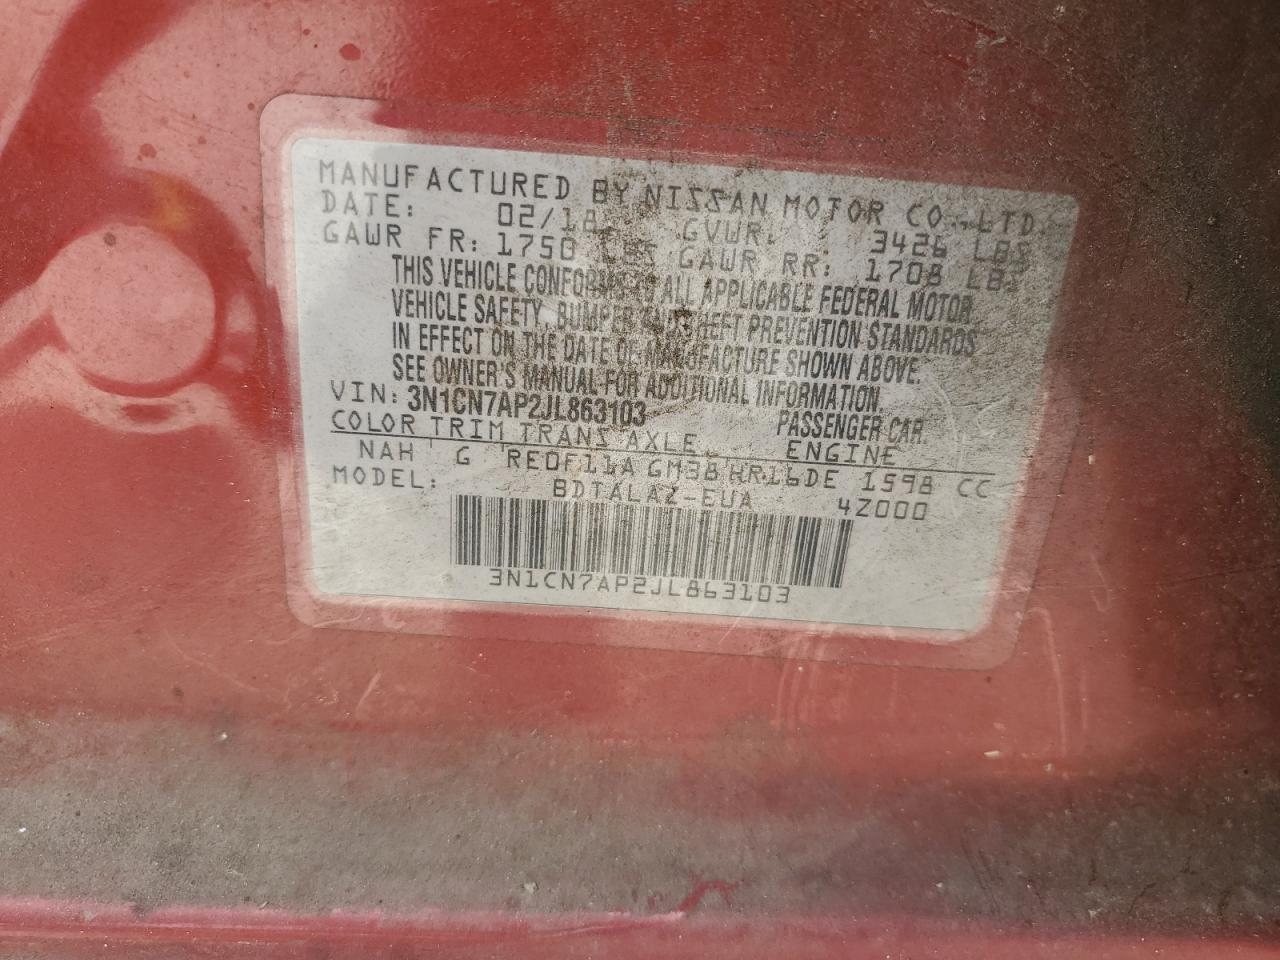 MANUFACTURED BY NISSAN MOTOR CO.,LTD.
DATE: 02/18 GVWR: 3426 LBS
GAWR FR: 1750 LBS GAWR RR: 1708 LBS
THIS VEHICLE CONFORMS TO ALL APPLICABLE FEDERAL MOTOR
VEHICLE SAFETY, BUMPER AND THEFT PREVENTION STANDARDS
IN EFFECT ON THE DATE OF MANUFACTURE SHOWN ABOVE.
SEE OWNER'S MANUAL FOR ADDITIONAL INFORMATION.
VIN: 3N1CN7AP2JL863103 PASSENGER CAR
COLOR TRIM TRANS AXLE ENGINE
NAH G RE0F11A GM38 HR16DE 1598 CC
MODEL: BDTALAZ-EUA 4Z000
3N1CN7AP2JL863103